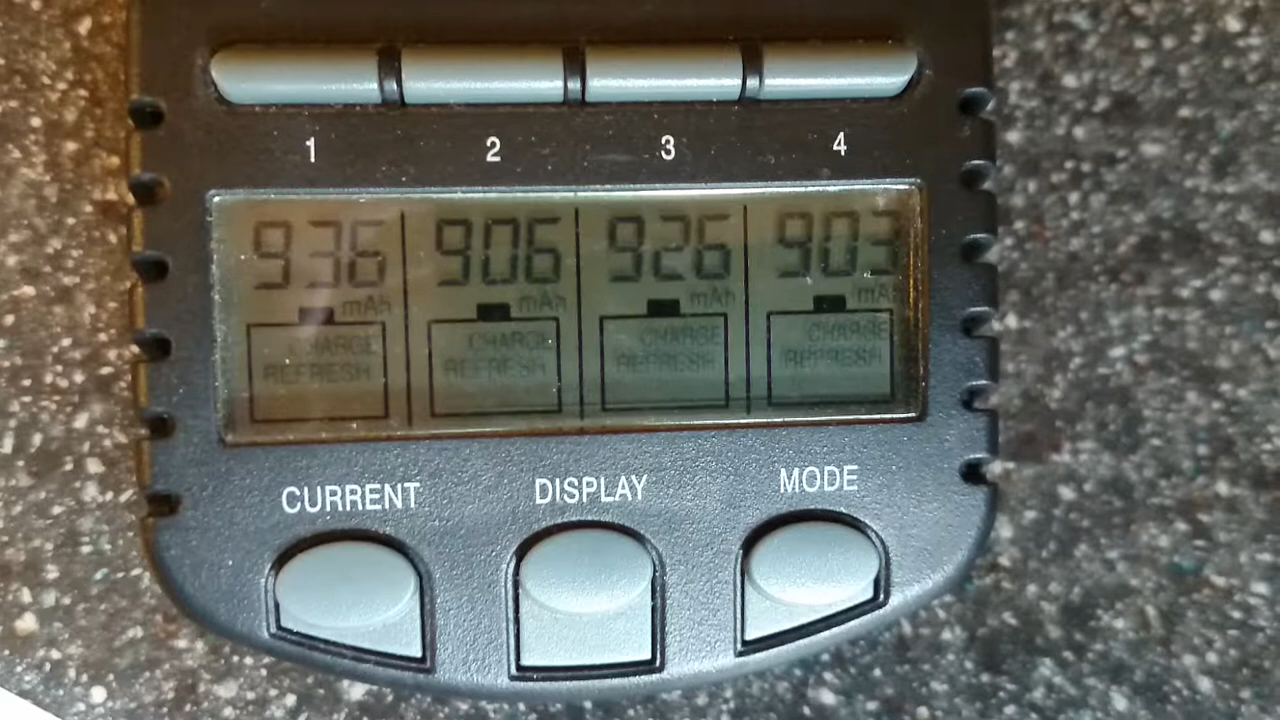 1 2 3 4
936 906 926 903
mAh mAh mAh mAh
CHARGE CHARGE CHARGE CHARGE
REFRESH REFRESH REFRESH REFRESH
CURRENT DISPLAY MODE